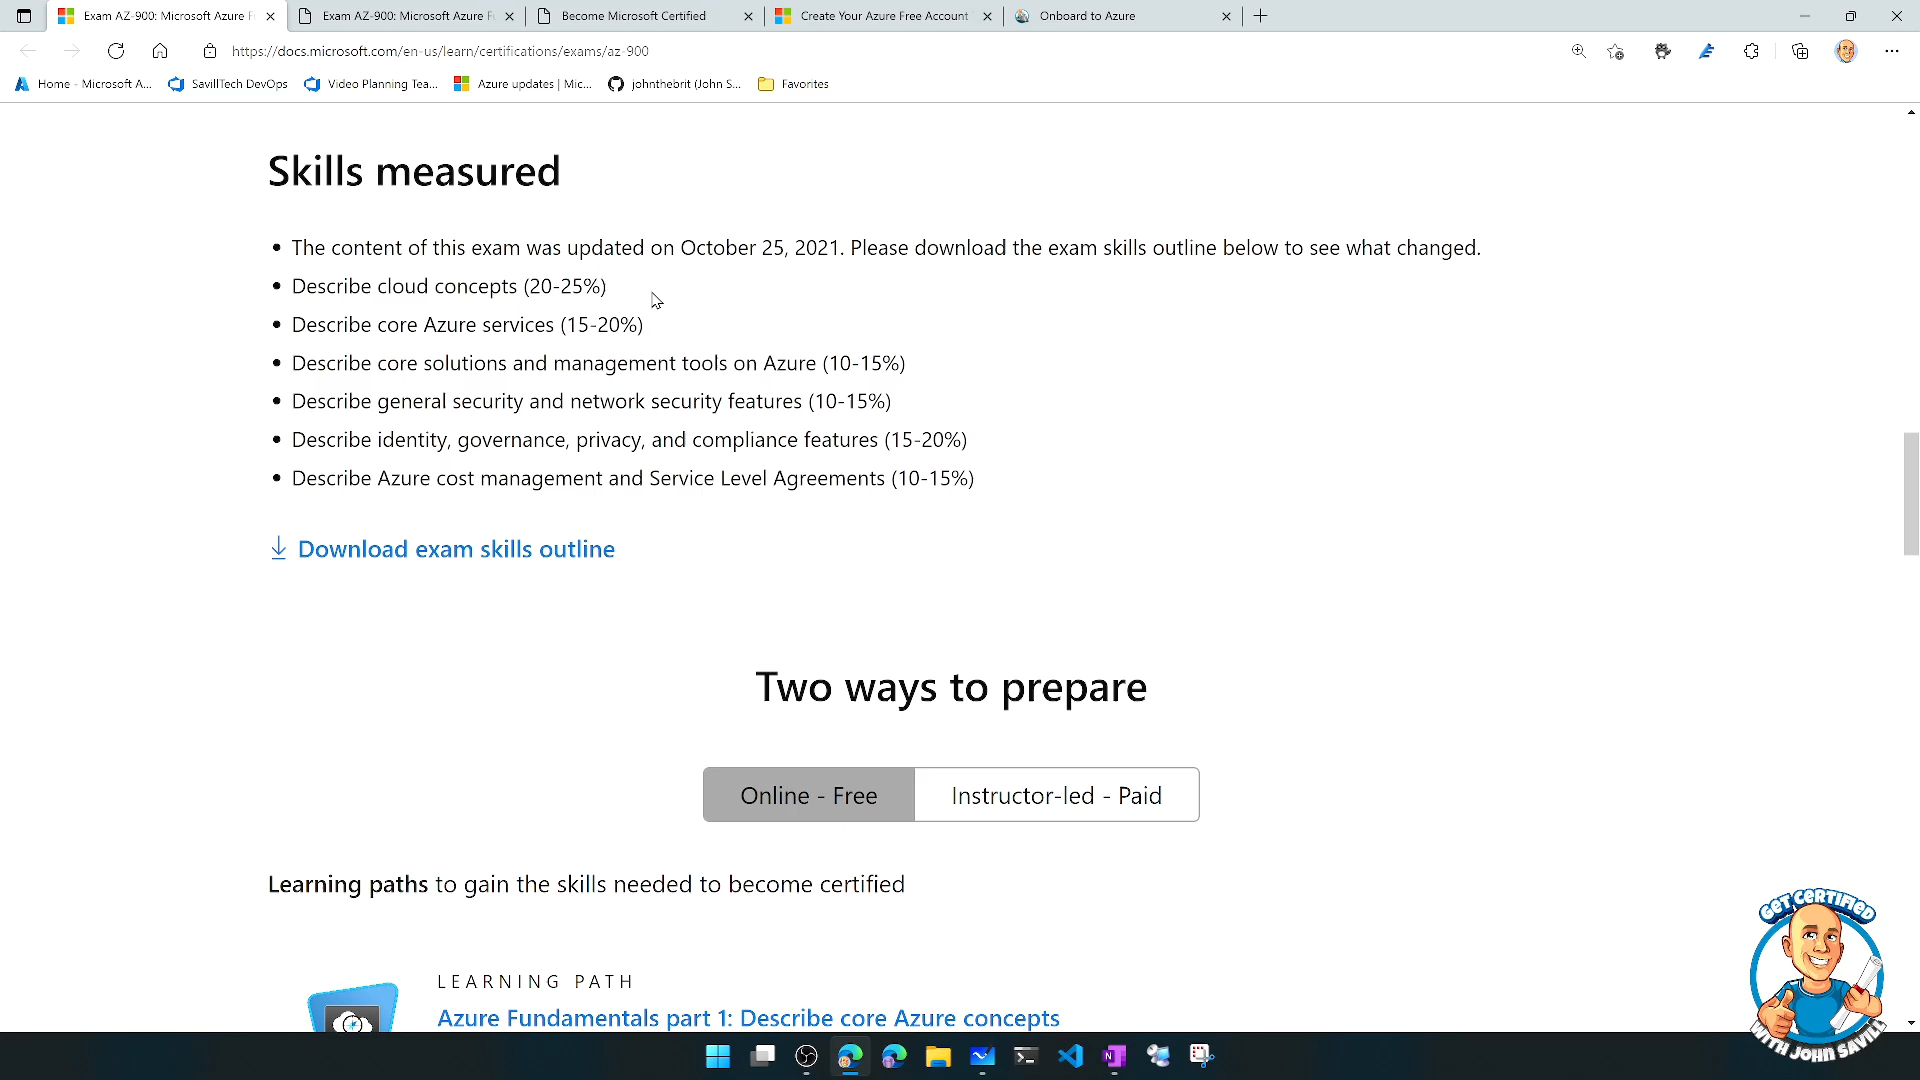 Exam AZ-900: Microsoft Azure F
Exam AZ-900: Microsoft Azure Fu
Become Microsoft Certified
Create Your Azure Free Account
Onboard to Azure
https://docs.microsoft.com/en-us/learn/certifications/exams/az-900
Home - Microsoft A...
SavillTech DevOps
Video Planning Tea...
Azure updates | Mic...
johnthebrit (John S...
Favorites
Skills measured
• The content of this exam was updated on October 25, 2021. Please download the exam skills outline below to see what changed.
• Describe cloud concepts (20-25%)
• Describe core Azure services (15-20%)
• Describe core solutions and management tools on Azure (10-15%)
• Describe general security and network security features (10-15%)
• Describe identity, governance, privacy, and compliance features (15-20%)
• Describe Azure cost management and Service Level Agreements (10-15%)
Download exam skills outline
Two ways to prepare
Online - Free
Instructor-led - Paid
Learning paths to gain the skills needed to become certified
LEARNING PATH
Azure Fundamentals part 1: Describe core Azure concepts
GET CERTIFIED
WITH JOHN SAVILL